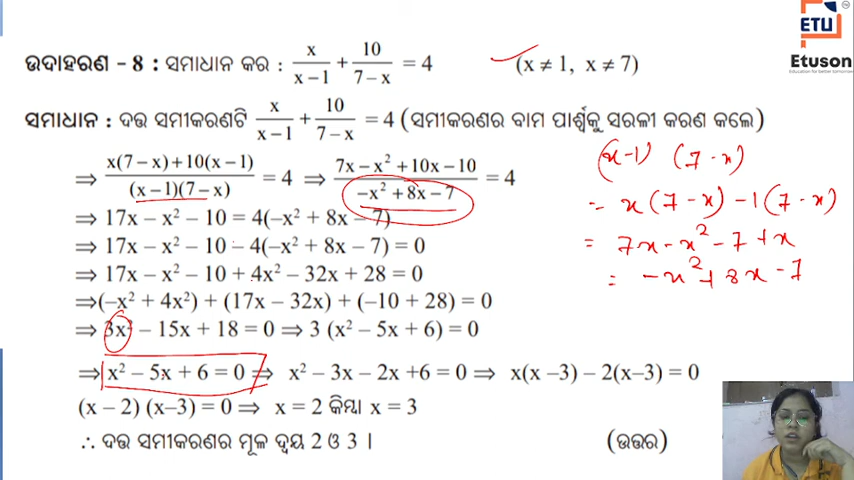 ETU
Etuson
Education for better tomorrow
ଉଦାହରଣ - 8 : ସମାଧାନ କର : x/(x−1) + 10/(7−x) = 4 (x ≠ 1, x ≠ 7)
ସମାଧାନ : ଦତ୍ତ ସମୀକରଣଟି x/(x−1) + 10/(7−x) = 4 (ସମୀକରଣର ବାମ ପାର୍ଶ୍ୱକୁ ସରଳୀ କରଣ କଲେ)
⇒ (x(7−x)+10(x−1))/((x−1)(7−x)) = 4 ⇒ (7x−x²+10x−10)/(−x²+8x−7) = 4
⇒ 17x − x² − 10 = 4(−x² + 8x − 7)
⇒ 17x − x² − 10 − 4(−x² + 8x − 7) = 0
⇒ 17x − x² − 10 + 4x² − 32x + 28 = 0
⇒(−x² + 4x²) + (17x − 32x) + (−10 + 28) = 0
⇒ 3x² − 15x + 18 = 0 ⇒ 3 (x² − 5x + 6) = 0
⇒ x² − 5x + 6 = 0 ⇒ x² − 3x − 2x +6 = 0 ⇒ x(x −3) − 2(x−3) = 0
(x − 2) (x−3) = 0 ⇒ x = 2 କିମ୍ବା x = 3
∴ ଦତ୍ତ ସମୀକରଣର ମୂଳ ଦ୍ୱୟ 2 ଓ 3 । (ଉତ୍ତର)
(x-1) (7-x)
= x(7-x) -1(7-x)
= 7x - x² - 7 + x
= -x² + 8x - 7